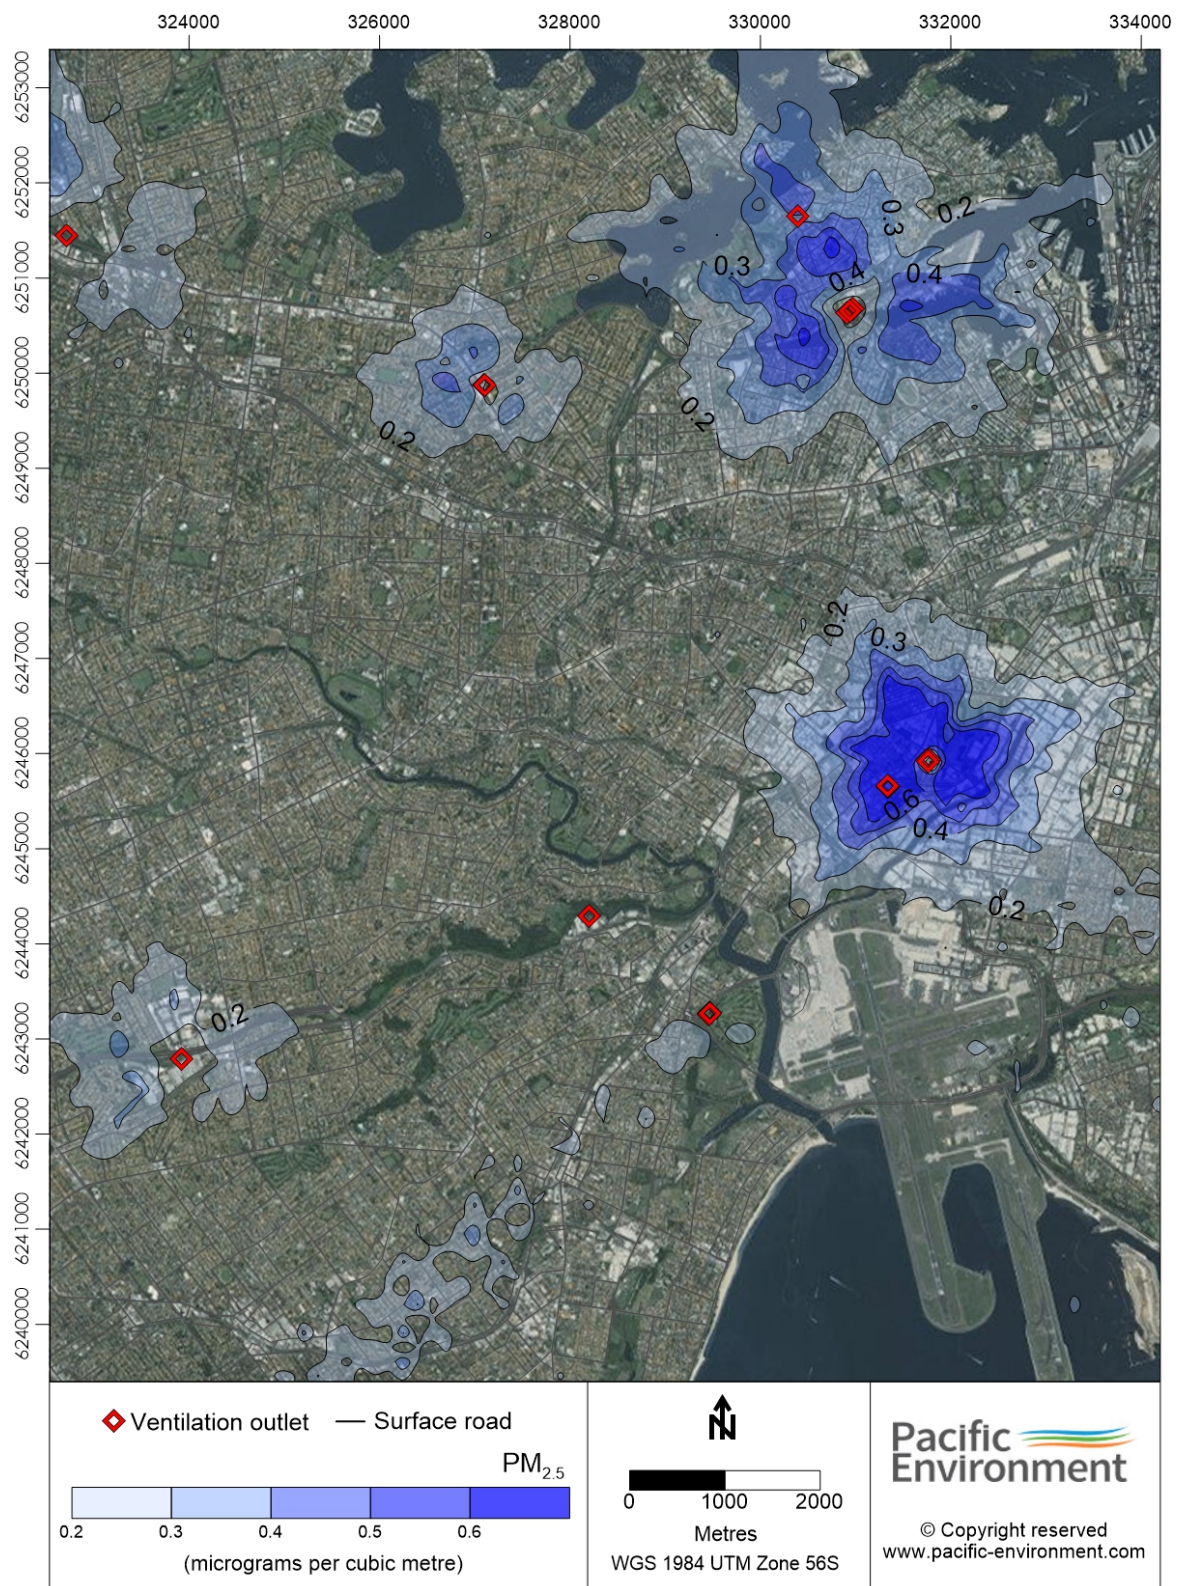 324000 326000 328000 330000 332000 334000
6253000
6252000
6251000
6250000
6249000
6248000
6247000
6246000
6245000
6244000
6243000
6242000
6241000
6240000
0.2
0.3
0.3
0.4
0.4
0.2
0.2
0.2
0.3
0.6
0.4
0.2
0.2
Ventilation outlet
Surface road
PM2.5
0.2 0.3 0.4 0.5 0.6
(micrograms per cubic metre)
N
0 1000 2000
Metres
WGS 1984 UTM Zone 56S
Pacific
Environment
© Copyright reserved
www.pacific-environment.com